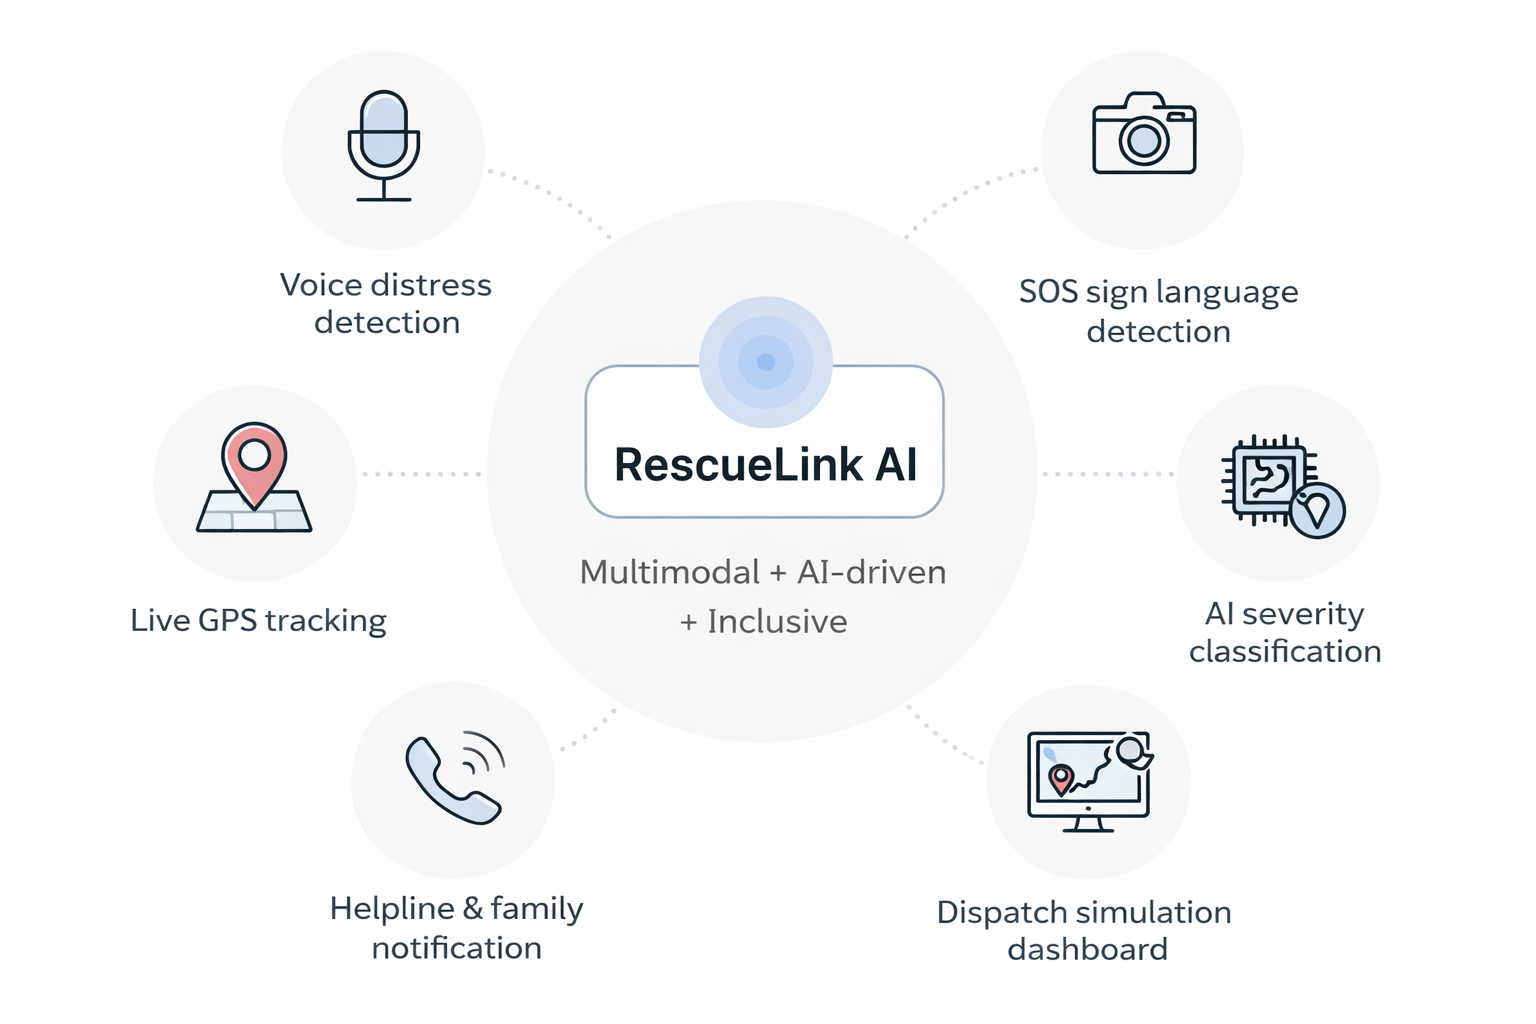 Voice distress
detection
SOS sign language
detection
RescueLink AI
Multimodal + AI-driven
+ Inclusive
Live GPS tracking
AI severity
classification
Helpline & family
notification
Dispatch simulation
dashboard